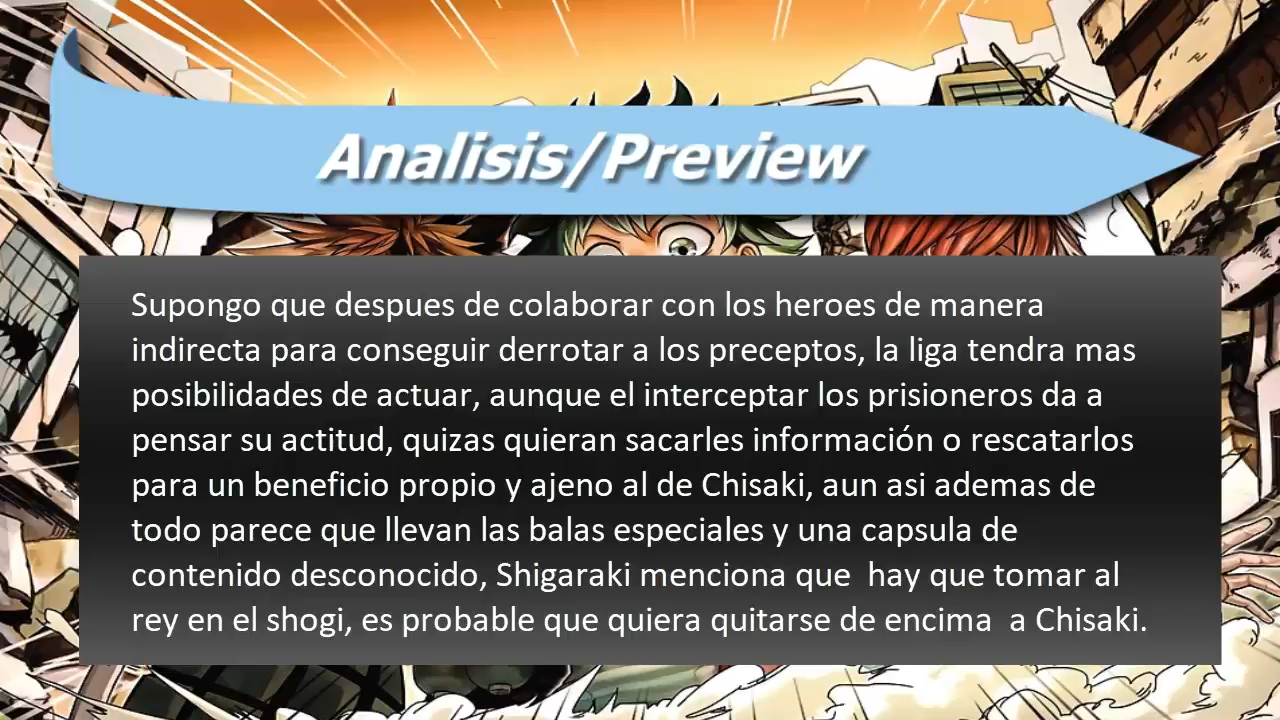 Analisis/Preview
Supongo que despues de colaborar con los heroes de manera
indirecta para conseguir derrotar a los preceptos, la liga tendra mas
posibilidades de actuar, aunque el interceptar los prisioneros da a
pensar su actitud, quizas quieran sacarles información o rescatarlos
para un beneficio propio y ajeno al de Chisaki, aun asi ademas de
todo parece que llevan las balas especiales y una capsula de
contenido desconocido, Shigaraki menciona que  hay que tomar al
rey en el shogi, es probable que quiera quitarse de encima  a Chisaki.